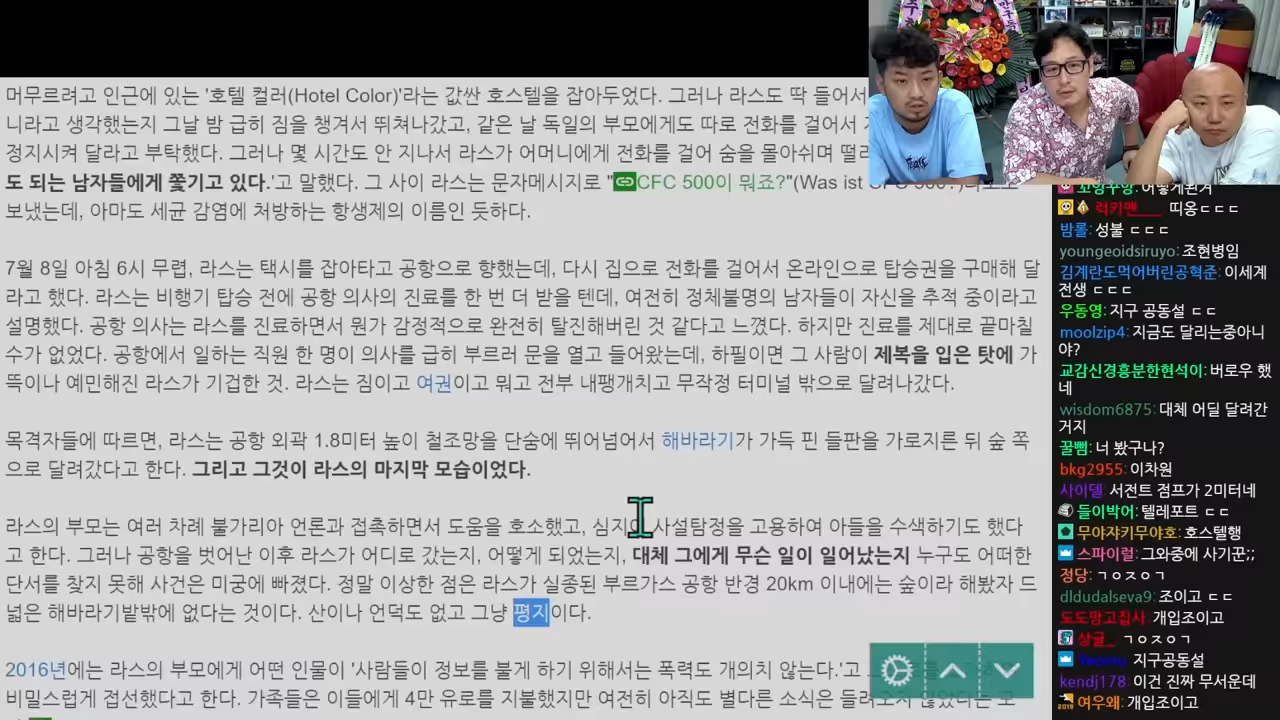 머무르려고 인근에 있는 '호텔 컬러(Hotel Color)'라는 값싼 호스텔을 잡아두었다. 그러나 라스도 딱 들어서
니라고 생각했는지 그날 밤 급히 짐을 챙겨서 뛰쳐나갔고, 같은 날 독일의 부모에게도 따로 전화를 걸어서
정지시켜 달라고 부탁했다. 그러나 몇 시간도 안 지나서 라스가 어머니에게 전화를 걸어 숨을 몰아쉬며
도 되는 남자들에게 쫓기고 있다.'고 말했다. 그 사이 라스는 문자메시지로 "CFC 500이 뭐죠?"(Was ist
보냈는데, 아마도 세균 감염에 처방하는 항생제의 이름인 듯하다.
7월 8일 아침 6시 무렵, 라스는 택시를 잡아타고 공항으로 향했는데, 다시 집으로 전화를 걸어서 온라인으로 탑승권을 구매해 달
라고 했다. 라스는 비행기 탑승 전에 공항 의사의 진료를 한 번 더 받을 텐데, 여전히 정체불명의 남자들이 자신을 추적 중이라고
설명했다. 공항 의사는 라스를 진료하면서 뭔가 감정적으로 완전히 탈진해버린 것 같다고 느꼈다. 하지만 진료를 제대로 끝마칠
수가 없었다. 공항에서 일하는 직원 한 명이 의사를 급히 부르러 문을 열고 들어왔는데, 하필이면 그 사람이 제복을 입은 탓에 가
뜩이나 예민해진 라스가 기겁한 것. 라스는 짐이고 여권이고 뭐고 전부 내팽개치고 무작정 터미널 밖으로 달려나갔다.
목격자들에 따르면, 라스는 공항 외곽 1.8미터 높이 철조망을 단숨에 뛰어넘어서 해바라기가 가득 핀 들판을 가로지른 뒤 숲 쪽
으로 달려갔다고 한다. 그리고 그것이 라스의 마지막 모습이었다.
라스의 부모는 여러 차례 불가리아 언론과 접촉하면서 도움을 호소했고, 심지어 사설탐정을 고용하여 아들을 수색하기도 했다
고 한다. 그러나 공항을 벗어난 이후 라스가 어디로 갔는지, 어떻게 되었는지, 대체 그에게 무슨 일이 일어났는지 누구도 어떠한
단서를 찾지 못해 사건은 미궁에 빠졌다. 정말 이상한 점은 라스가 실종된 부르가스 공항 반경 20km 이내에는 숲이라 해봤자 드
넓은 해바라기밭밖에 없다는 것이다. 산이나 언덕도 없고 그냥 평지이다.
2016년에는 라스의 부모에게 어떤 인물이 '이들이 정보를 불게 하기 위해서는 폭력도 개의치 않는다.'고
비밀스럽게 접선했다고 한다. 가족들은 이들에게 4만 유로를 지불했지만 여전히 아직도 별다른 소식은 들려오지 않았다는
어떻게된거
럭키맨___ 띠옹ㄷㄷㄷ
밤롤: 성불 ㄷㄷㄷ
youngeoidsiruyo: 조현병임
김계란도먹어버린공혁준: 이세계
전생 ㄷㄷㄷ
우동영: 지구 공동설 ㄷㄷ
moolzip4: 지금도 달리는중아니
야?
교감신경흥분한현석이: 버로우 했
네
wisdom6875: 대체 어딜 달려간
거지
꿀뻠: 너 봤구나?
bkg2955: 이차원
사이델: 서전트 점프가 2미터네
들이박어: 텔레포트 ㄷㄷ
무야쟈키무야호: 호스텔행
스파이럴: 그와중에 사기꾼;;
정당: ㄱㅇㅈㅇㄱ
dldudalseva9: 조이고 ㄷㄷ
도도망고집사: 개입조이고
상글_: ㄱㅇㅈㅇㄱ
Yeomu: 지구공동설
kendj178: 이건 진짜 무서운데
여우왜: 개입조이고